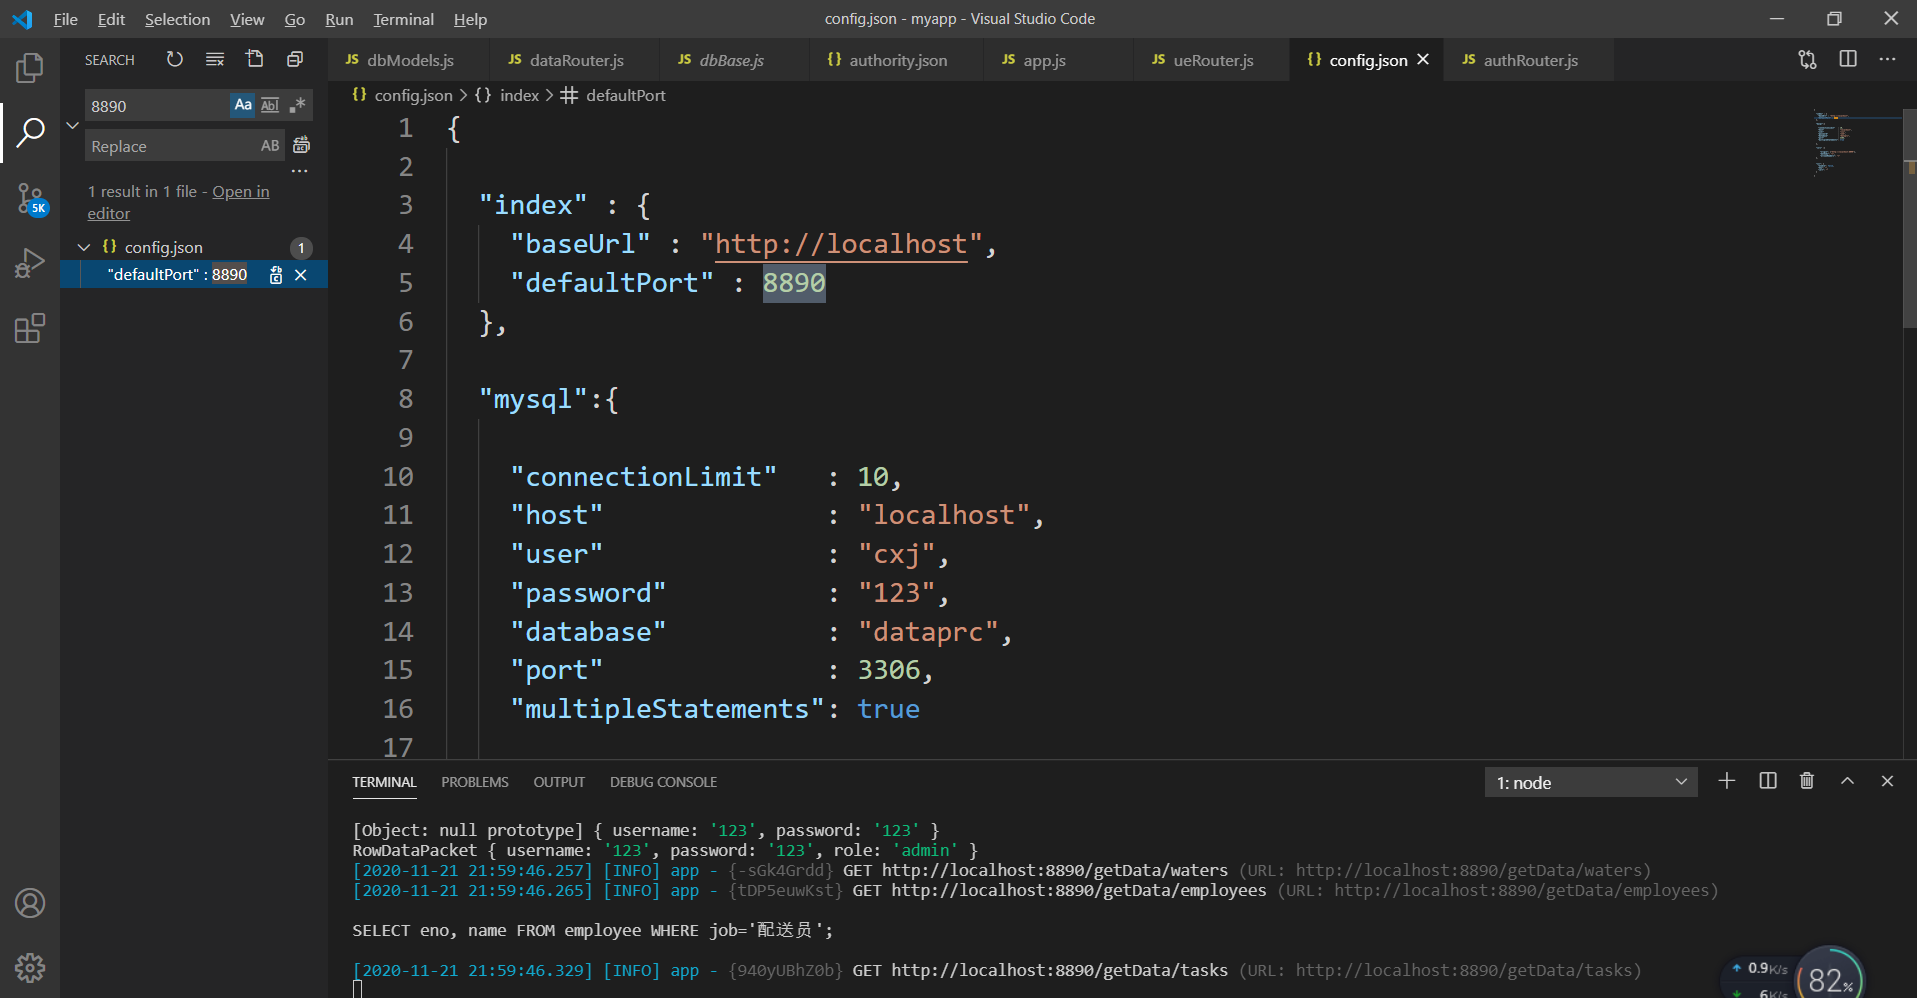 File Edit Selection View Go Run Terminal Help
config.json - myapp - Visual Studio Code
SEARCH
8890
Aa Abl .*
Replace
AB
1 result in 1 file - Open in
editor
config.json 1
"defaultPort" : 8890
5K
JS dbModels.js JS dataRouter.js JS dbBase.js {} authority.json JS app.js JS ueRouter.js {} config.json JS authRouter.js
{} config.json > {} index > # defaultPort
1 {
2
3 "index" : {
4 "baseUrl" : "http://localhost",
5 "defaultPort" : 8890
6 },
7
8 "mysql":{
9
10 "connectionLimit" : 10,
11 "host" : "localhost",
12 "user" : "cxj",
13 "password" : "123",
14 "database" : "dataprc",
15 "port" : 3306,
16 "multipleStatements": true
17
TERMINAL PROBLEMS OUTPUT DEBUG CONSOLE
1: node
[Object: null prototype] { username: '123', password: '123' }
RowDataPacket { username: '123', password: '123', role: 'admin' }
[2020-11-21 21:59:46.257] [INFO] app - {-sGk4Grdd} GET http://localhost:8890/getData/waters (URL: http://localhost:8890/getData/waters)
[2020-11-21 21:59:46.265] [INFO] app - {tDP5euwKst} GET http://localhost:8890/getData/employees (URL: http://localhost:8890/getData/employees)
SELECT eno, name FROM employee WHERE job='配送员';
[2020-11-21 21:59:46.329] [INFO] app - {940yUBhZ0b} GET http://localhost:8890/getData/tasks (URL: http://localhost:8890/getData/tasks)
0.9K/s
6K/s
82%